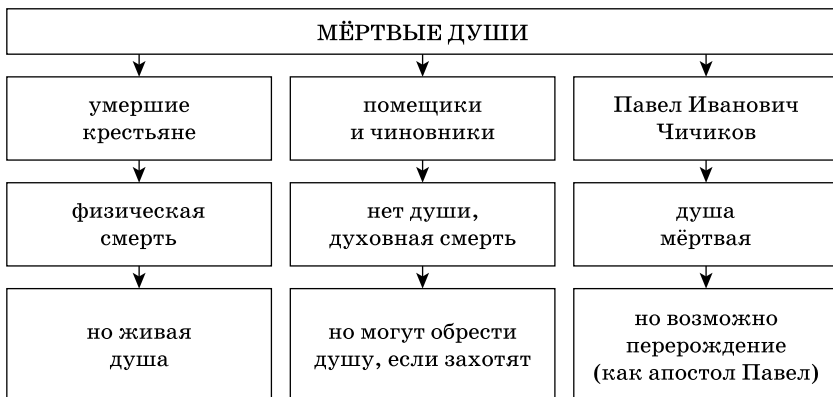 МЁРТВЫЕ ДУШИ
умершие
крестьяне
помещики
и чиновники
Павел Иванович
Чичиков
физическая
смерть
нет души,
духовная смерть
душа
мёртвая
но живая
душа
но могут обрести
душу, если захотят
но возможно
перерождение
(как апостол Павел)